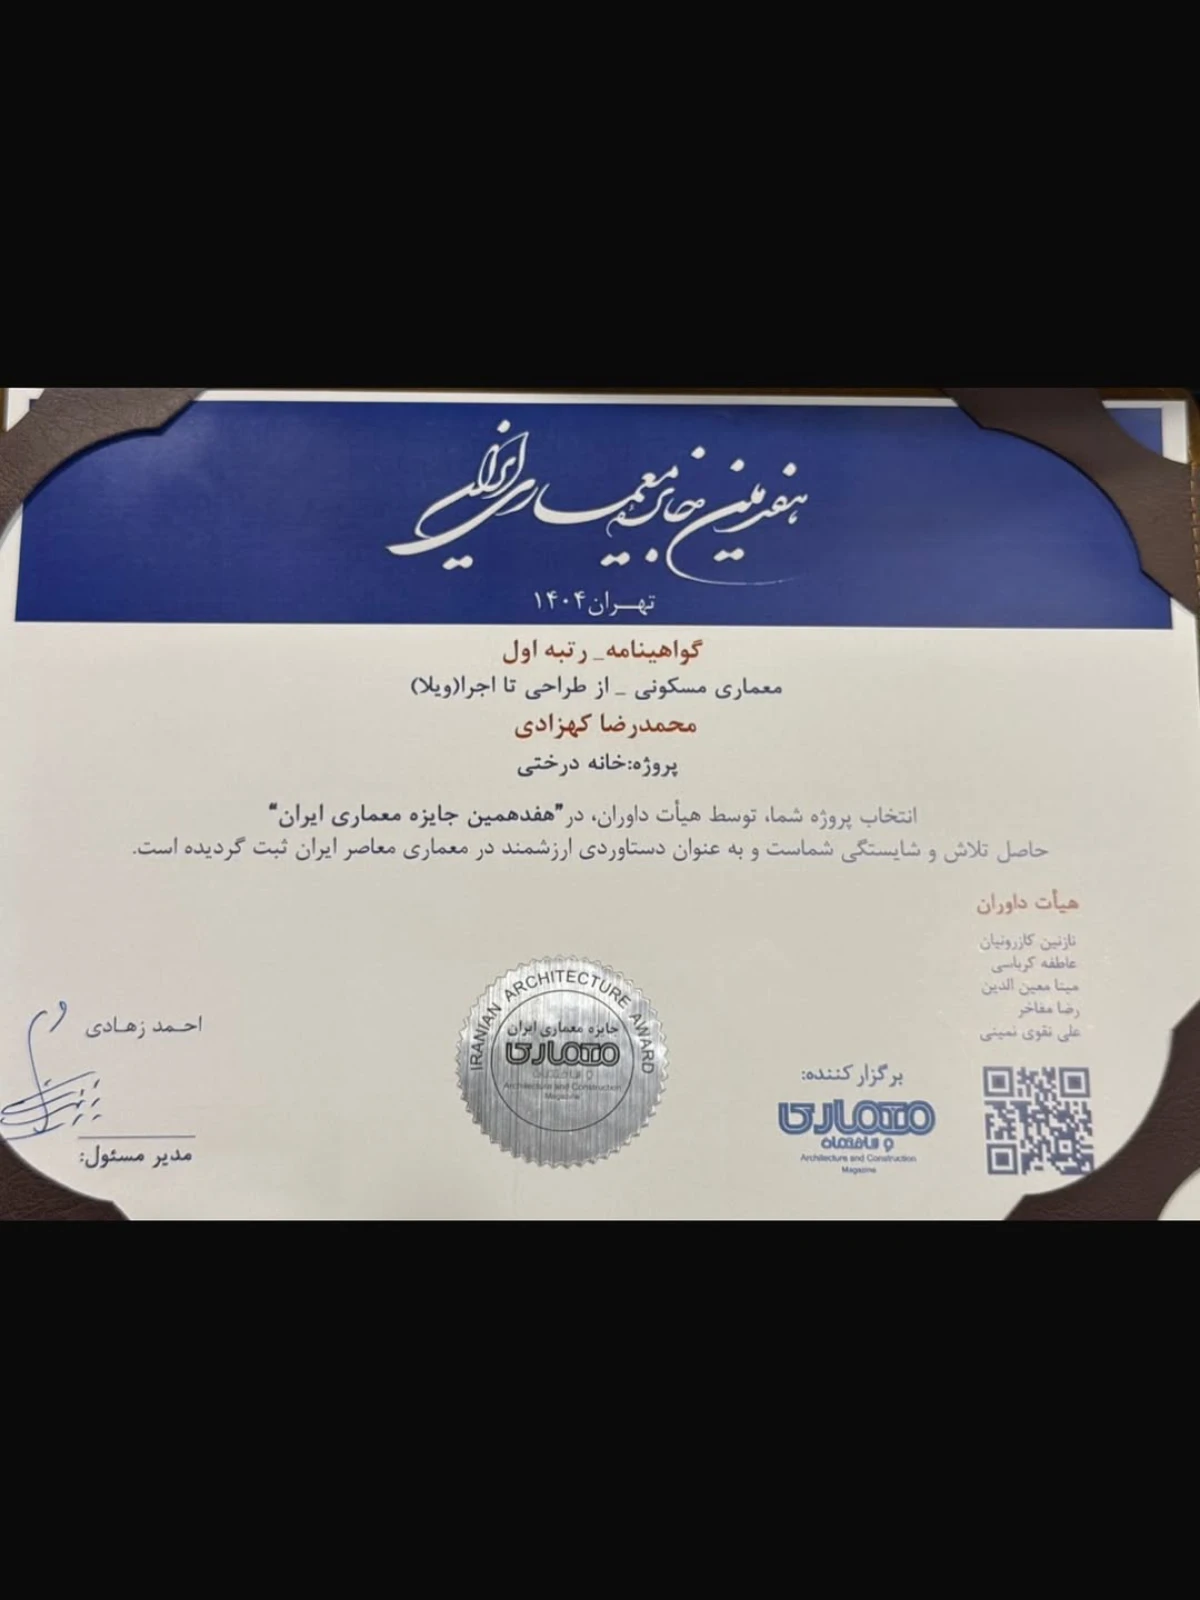 هفدهمین جایزه معماری ایران
تهران ۱۴۰۴
گواهینامه_ رتبه اول
معماری مسکونی _ از طراحی تا اجرا(ویلا)
محمدرضا کهزادی
پروژه:خانه درختی
انتخاب پروژه شما، توسط هیأت داوران، در"هفدهمین جایزه معماری ایران"
حاصل تلاش و شایستگی شماست و به عنوان دستاوردی ارزشمند در معماری معاصر ایران ثبت گردیده است.
هیأت داوران
نازنین کازرونیان
عاطفه کرباسی
مینا معین الدین
رضا مفاخر
علی نقوی نمینی
برگزار کننده:
معماری
و ساختمان
Architecture and Construction
Magazine
IRANIAN ARCHITECTURE AWARD
جایزه معماری ایران
معماری
و ساختمان
Architecture and Construction
Magazine
احمد زهادی
مدیر مسئول: